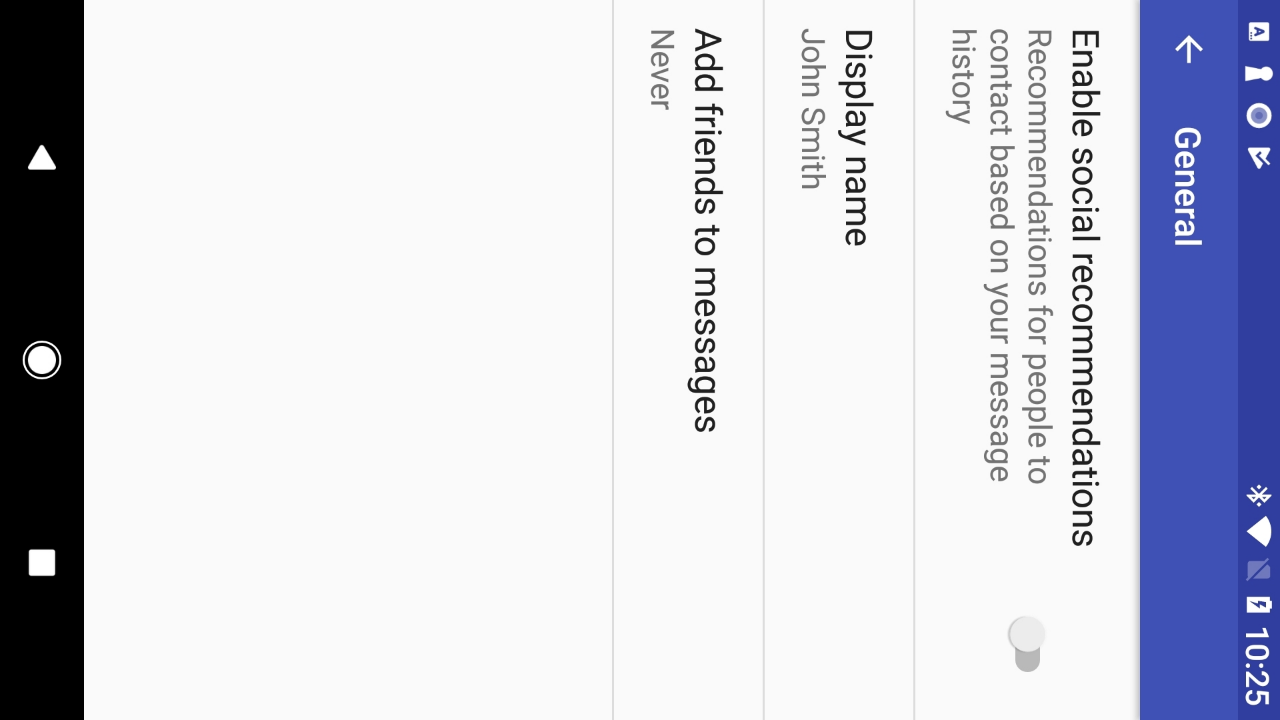 10:25
General
Enable social recommendations
Recommendations for people to
contact based on your message
history
Display name
John Smith
Add friends to messages
Never